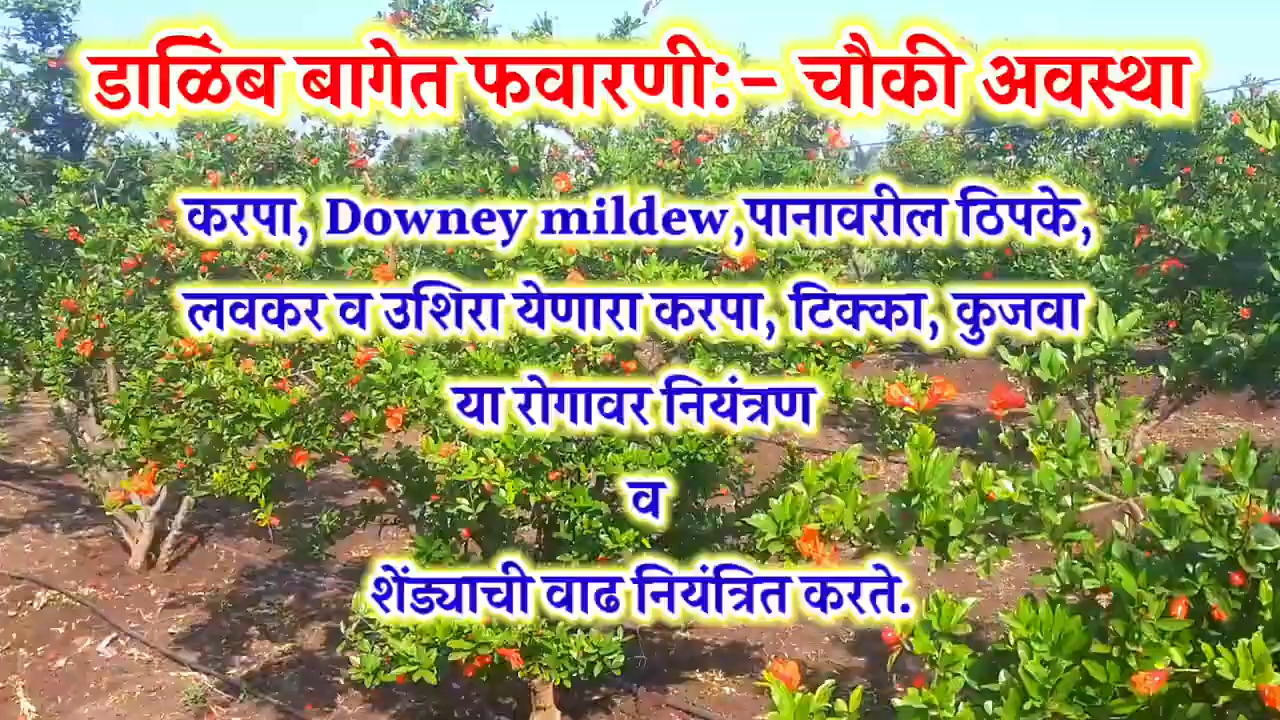 डाळिंब बागेत फवारणी:- चौकी अवस्था
करपा, Downey mildew,पानावरील ठिपके,
लवकर व उशिरा येणारा करपा, टिक्का, कुजवा
या रोगावर नियंत्रण
व
शेंड्याची वाढ नियंत्रित करते.